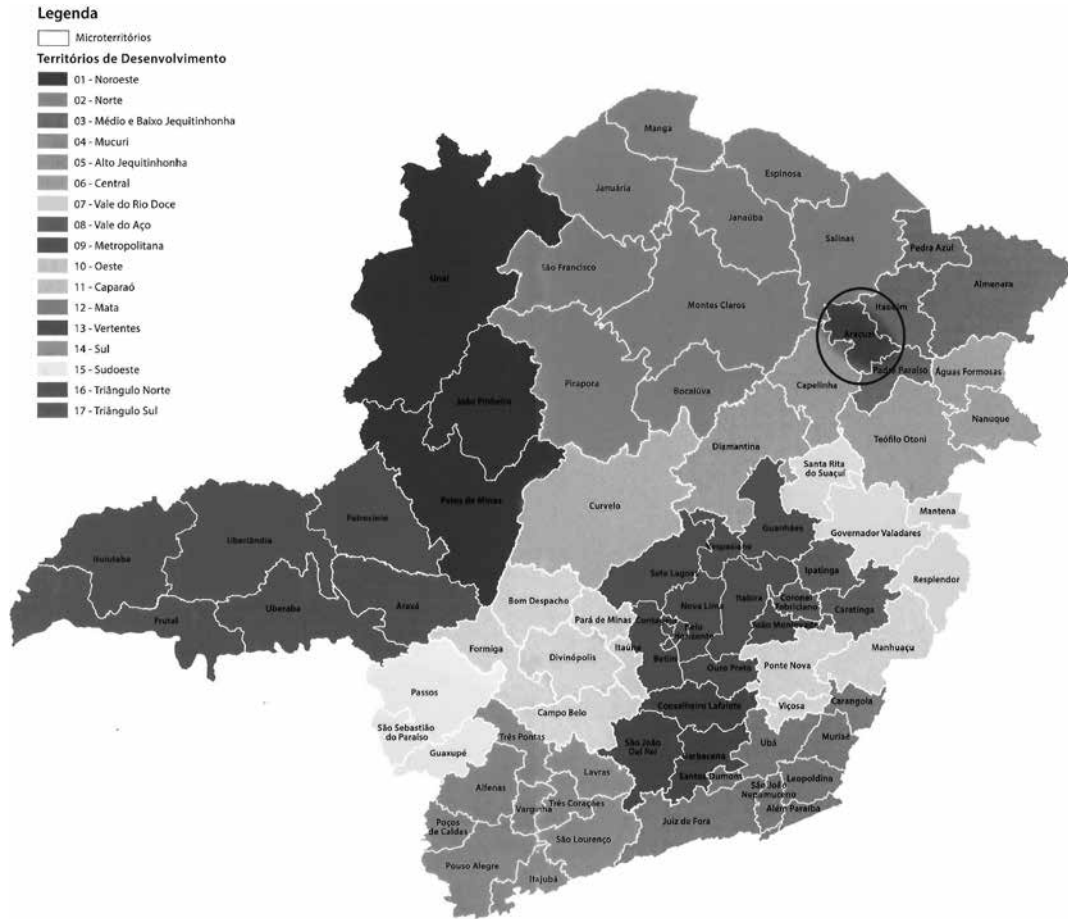 Legenda
Microterritórios
Territórios de Desenvolvimento
01 - Noroeste
02 - Norte
03 - Médio e Baixo Jequitinhonha
04 - Mucuri
05 - Alto Jequitinhonha
06 - Central
07 - Vale do Rio Doce
08 - Vale do Aço
09 - Metropolitana
10 - Oeste
11 - Caparaó
12 - Mata
13 - Vertentes
14 - Sul
15 - Sudoeste
16 - Triângulo Norte
17 - Triângulo Sul
Manga
Espinosa
Januária
Janaúba
Salinas
Pedra Azul
São Francisco
Unaí
Almenara
Montes Claros
Itaobim
Araçuaí
Padre Paraíso
Águas Formosas
Pirapora
Bocaiúva
Capelinha
João Pinheiro
Nanuque
Teófilo Otoni
Diamantina
Santa Rita
do Suaçuí
Patos de Minas
Curvelo
Mantena
Governador Valadares
Patrocínio
Guanhães
Uberlândia
Ituiutaba
Vespasiano
Ipatinga
Sete Lagoas
Resplendor
Itabira
Coronel
Fabriciano
Caratinga
Araxá
Uberaba
Frutal
Bom Despacho
Nova Lima
Pará de Minas
Contagem
Belo
Horizonte
João Monlevade
Itaúna
Betim
Formiga
Divinópolis
Manhuaçu
Ponte Nova
Ouro Preto
Passos
Conselheiro Lafaiete
Viçosa
Carangola
Campo Belo
São Sebastião
do Paraíso
Três Pontas
Ubá
Muriaé
São João
Del Rei
Barbacena
Guaxupé
Lavras
Santos Dumont
Leopoldina
São João
Nepomuceno
Alfenas
Três Corações
Varginha
Além Paraíba
Juiz de Fora
Poços
de Caldas
São Lourenço
Pouso Alegre
Itajubá